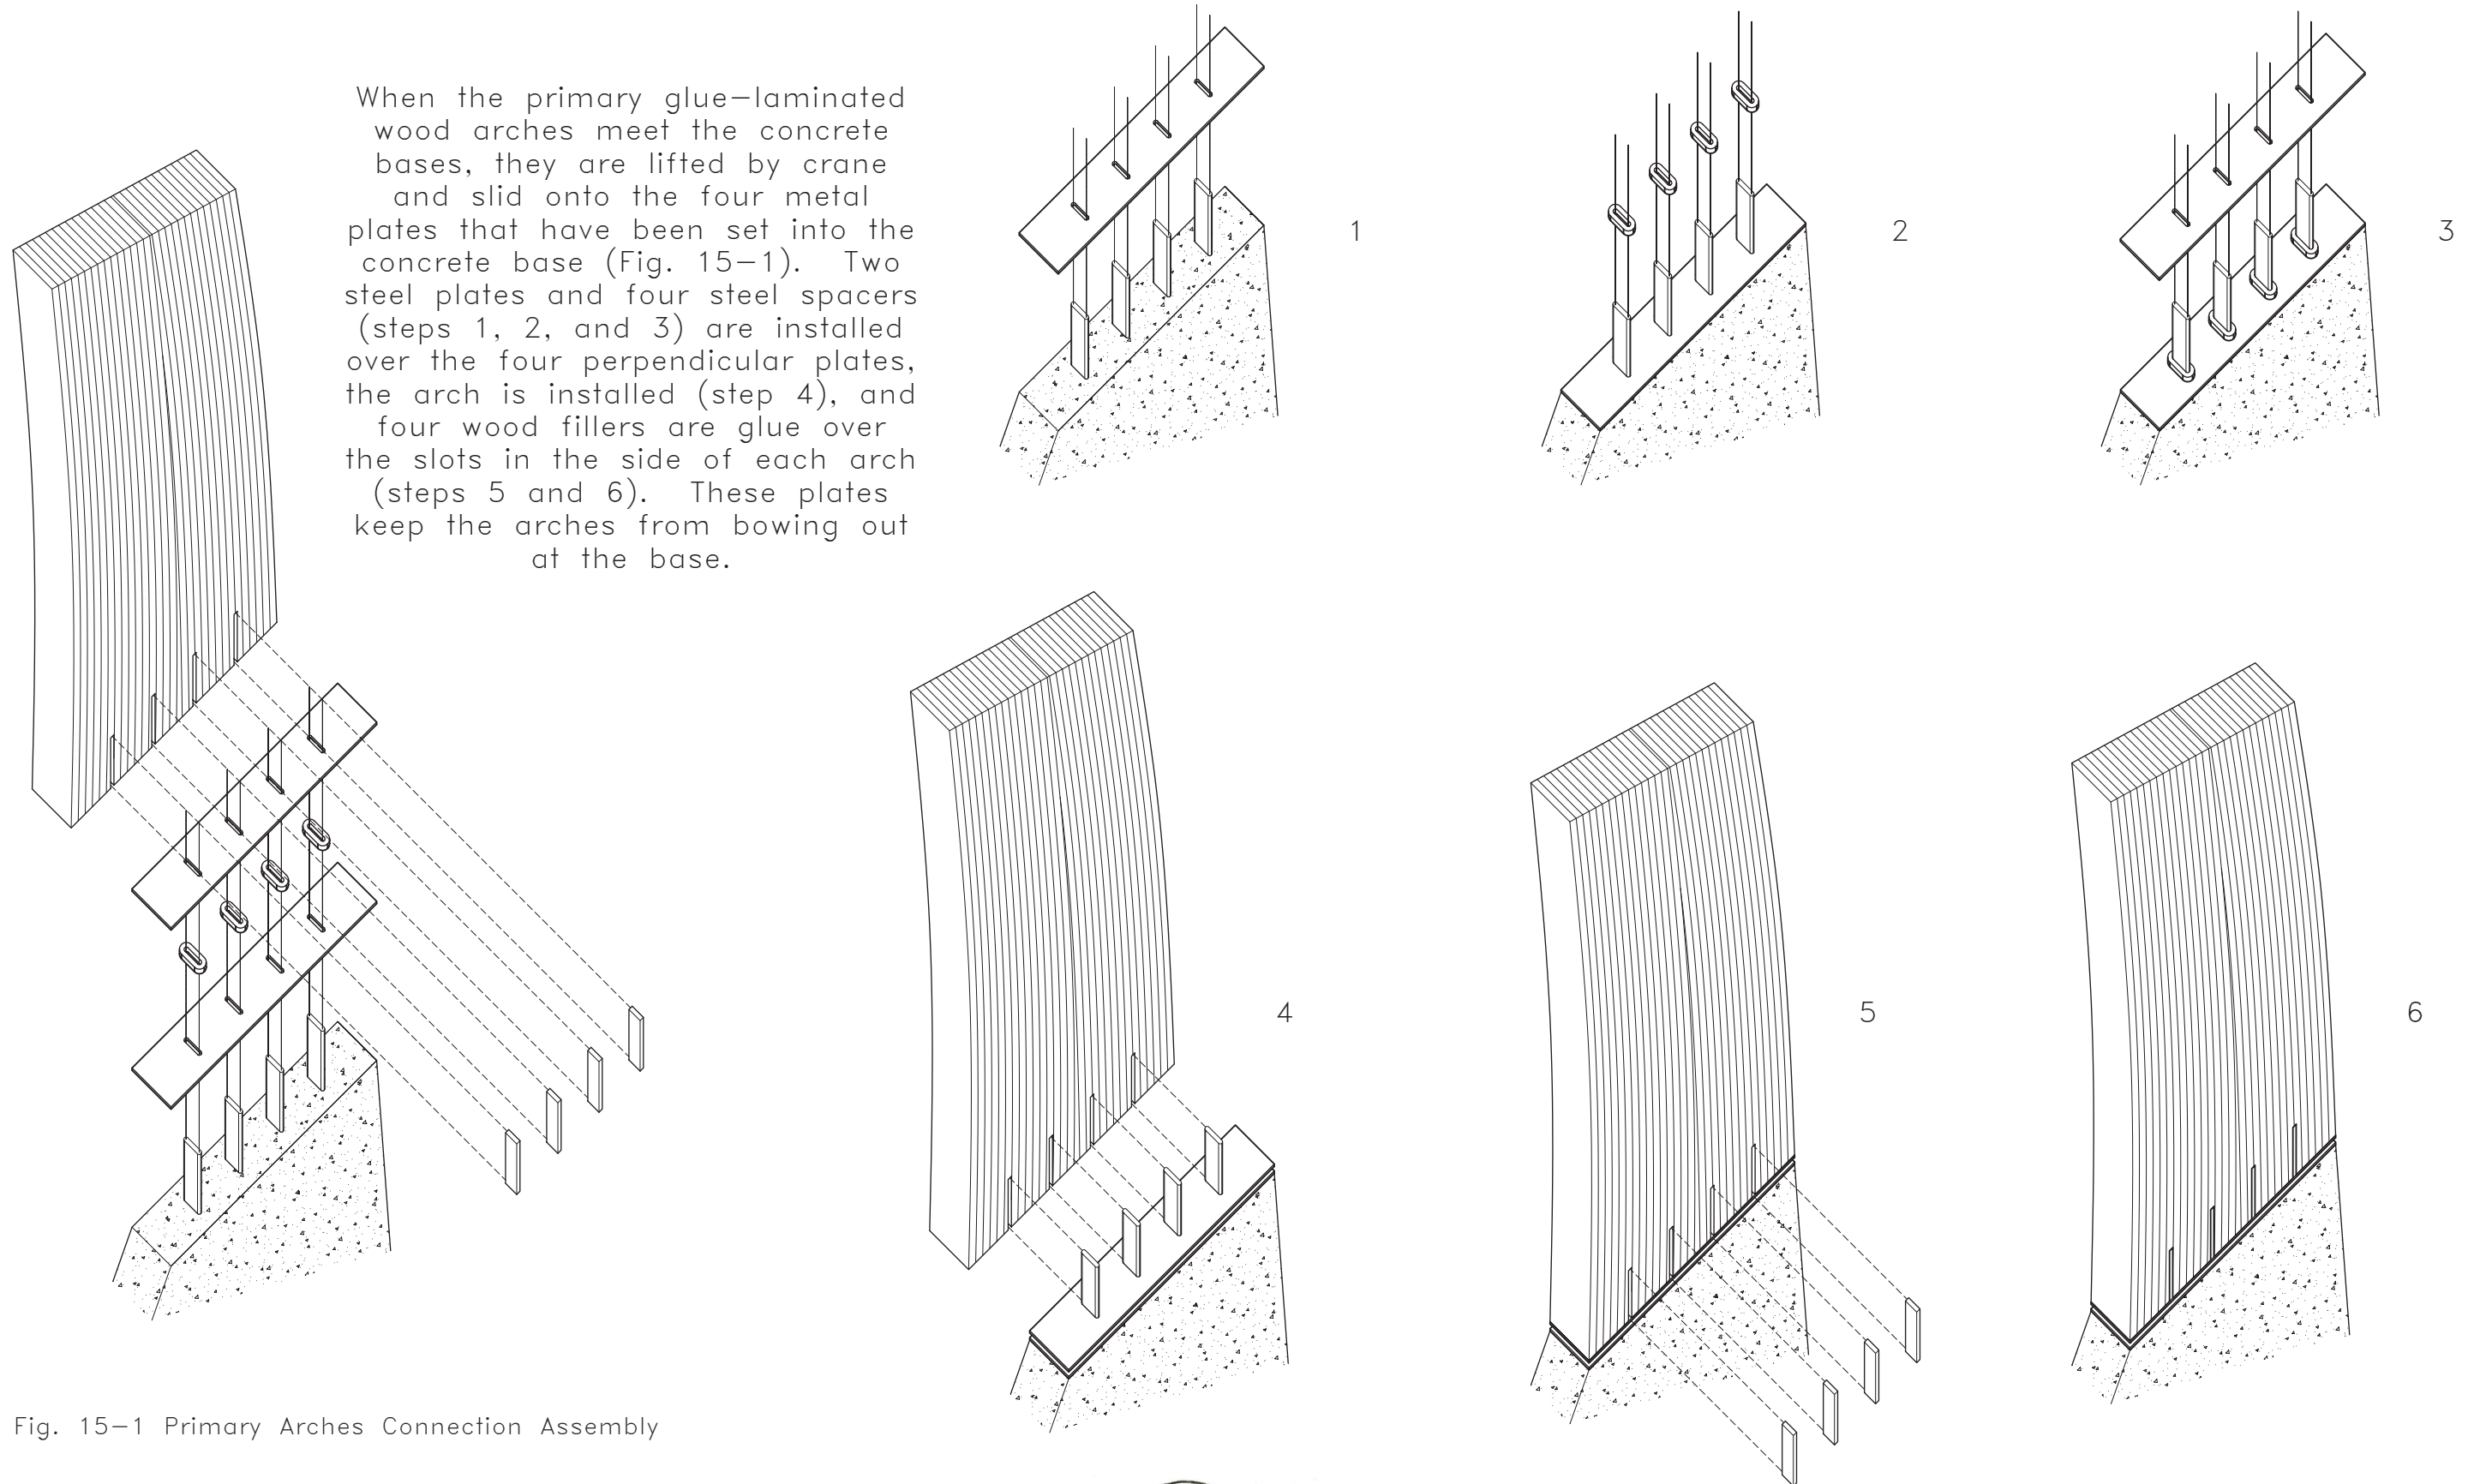 When the primary glue-laminated
wood arches meet the concrete
bases, they are lifted by crane
and slid onto the four metal
plates that have been set into the
concrete base (Fig. 15-1).  Two
steel plates and four steel spacers
(steps 1, 2, and 3) are installed
over the four perpendicular plates,
the arch is installed (step 4), and
four wood fillers are glue over
the slots in the side of each arch
(steps 5 and 6).  These plates
keep the arches from bowing out
at the base.
1
2
3
4
5
6
Fig. 15-1 Primary Arches Connection Assembly